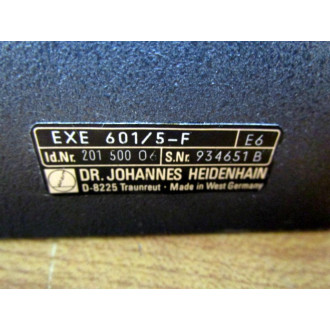 EXE 601/5-F E6
Id.Nr. 201 500 06 S.Nr. 934651 B
DR. JOHANNES HEIDENHAIN
D-8225 Traunreut · Made in West Germany